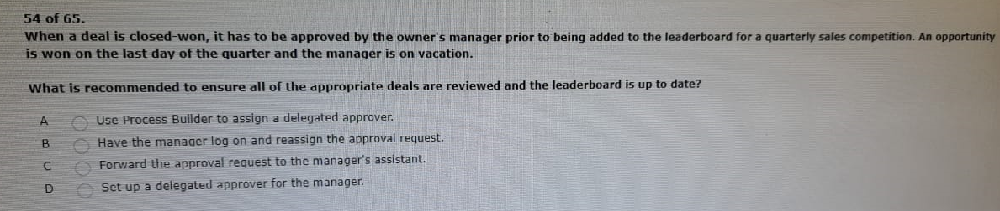 54 of 65.
When a deal is closed-won, it has to be approved by the owner's manager prior to being added to the leaderboard for a quarterly sales competition. An opportunity
is won on the last day of the quarter and the manager is on vacation.
What is recommended to ensure all of the appropriate deals are reviewed and the leaderboard is up to date?
A Use Process Builder to assign a delegated approver.
B Have the manager log on and reassign the approval request.
C Forward the approval request to the manager's assistant.
D Set up a delegated approver for the manager.